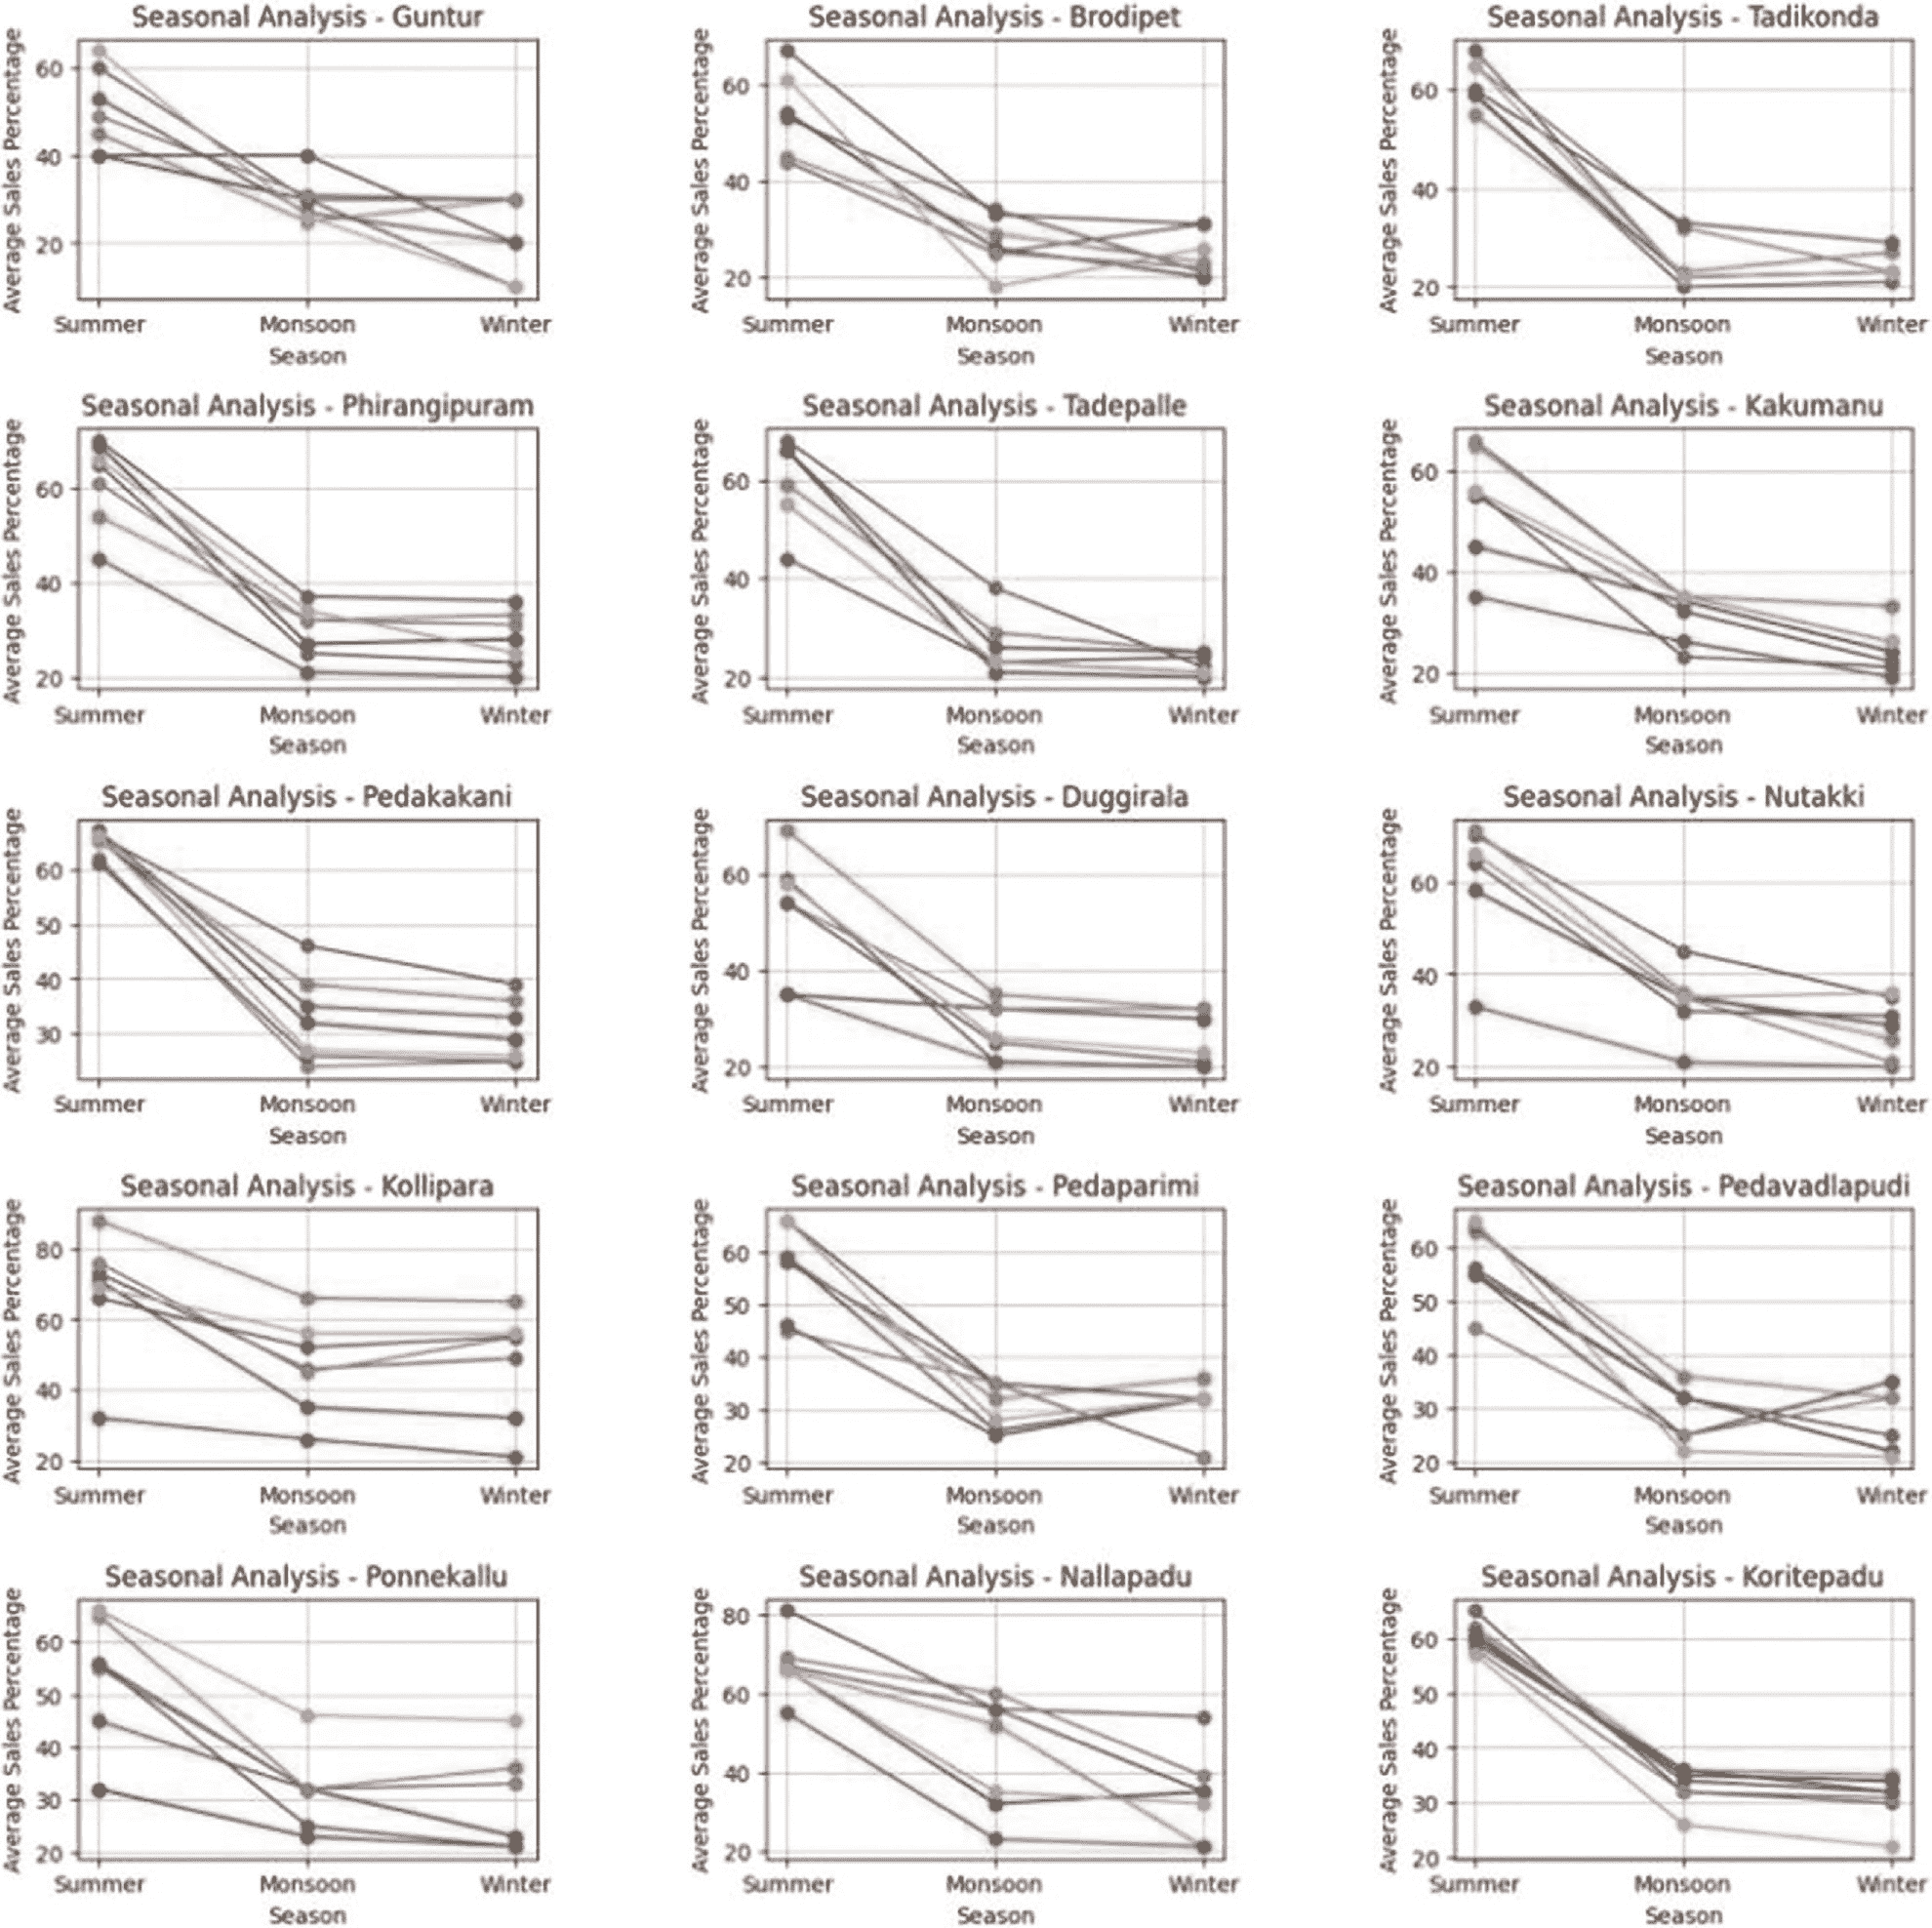 Seasonal Analysis - Guntur
Average Sales Percentage
60
40
20
Summer Monsoon Winter
Season
Seasonal Analysis - Brodipet
Average Sales Percentage
60
40
20
Summer Monsoon Winter
Season
Seasonal Analysis - Tadikonda
Average Sales Percentage
60
40
20
Summer Monsoon Winter
Season
Seasonal Analysis - Phirangipuram
Average Sales Percentage
60
40
20
Summer Monsoon Winter
Season
Seasonal Analysis - Tadepalle
Average Sales Percentage
60
40
20
Summer Monsoon Winter
Season
Seasonal Analysis - Kakumanu
Average Sales Percentage
60
40
20
Summer Monsoon Winter
Season
Seasonal Analysis - Pedakakani
Average Sales Percentage
60
50
40
30
Summer Monsoon Winter
Season
Seasonal Analysis - Duggirala
Average Sales Percentage
60
40
20
Summer Monsoon Winter
Season
Seasonal Analysis - Nutakki
Average Sales Percentage
60
40
20
Summer Monsoon Winter
Season
Seasonal Analysis - Kollipara
Average Sales Percentage
80
60
40
20
Summer Monsoon Winter
Season
Seasonal Analysis - Pedaparimi
Average Sales Percentage
60
50
40
30
20
Summer Monsoon Winter
Season
Seasonal Analysis - Pedavadlapudi
Average Sales Percentage
60
50
40
30
20
Summer Monsoon Winter
Season
Seasonal Analysis - Ponnekallu
Average Sales Percentage
60
50
40
30
20
Summer Monsoon Winter
Season
Seasonal Analysis - Nallapadu
Average Sales Percentage
80
60
40
20
Summer Monsoon Winter
Season
Seasonal Analysis - Koritepadu
Average Sales Percentage
60
50
40
30
20
Summer Monsoon Winter
Season